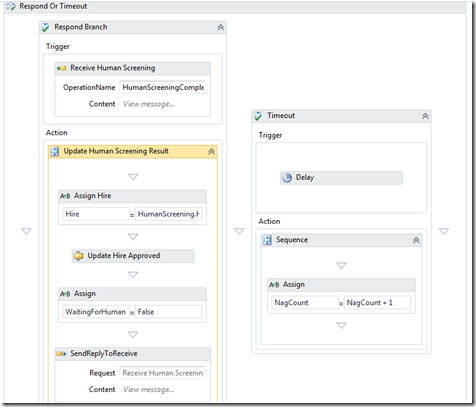 Respond Or Timeout
Respond Branch
Trigger
Receive Human Screening
OperationName HumanScreeningComple
Content View message...
Action
Update Human Screening Result
A+B Assign Hire
Hire = HumanScreening.H
Update Hire Approved
A+B Assign
WaitingForHuman = False
SendReplyToReceive
Request Receive Human Screenin
Content View message...
Timeout
Trigger
Delay
Action
Sequence
A+B Assign
NagCount = NagCount + 1